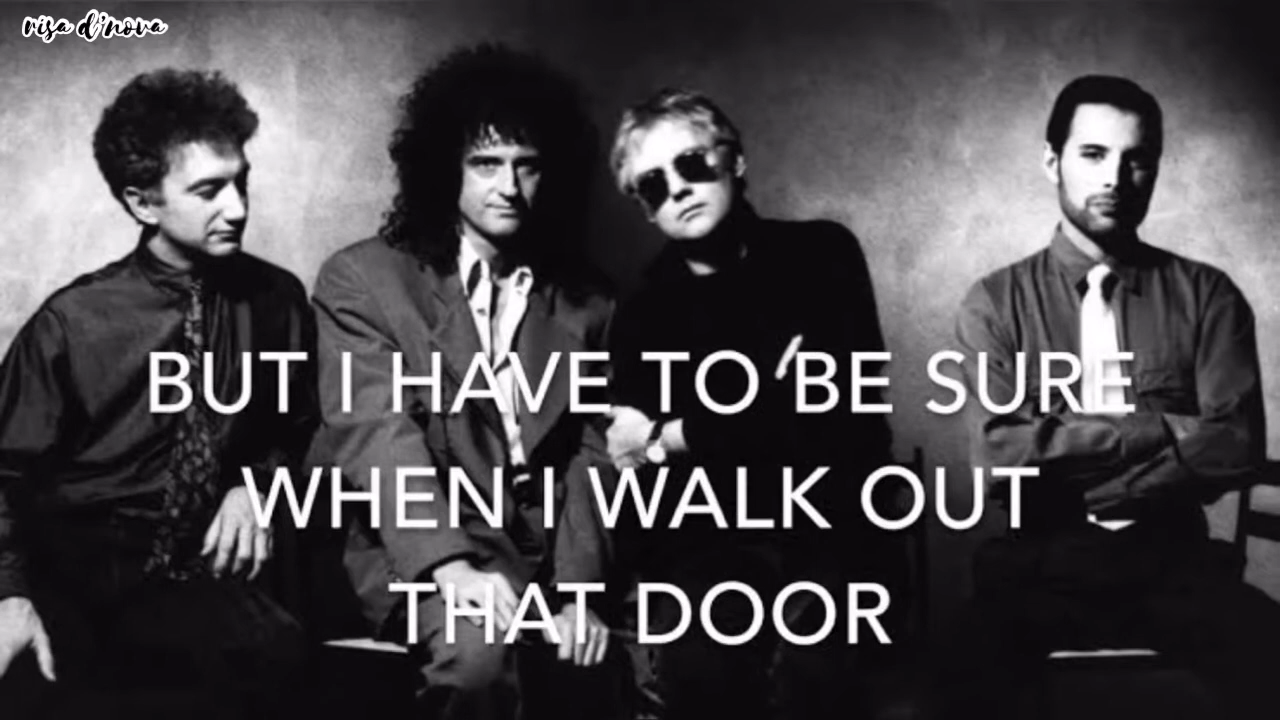 risa d'nova
BUT I HAVE TO BE SURE
WHEN I WALK OUT
THAT DOOR